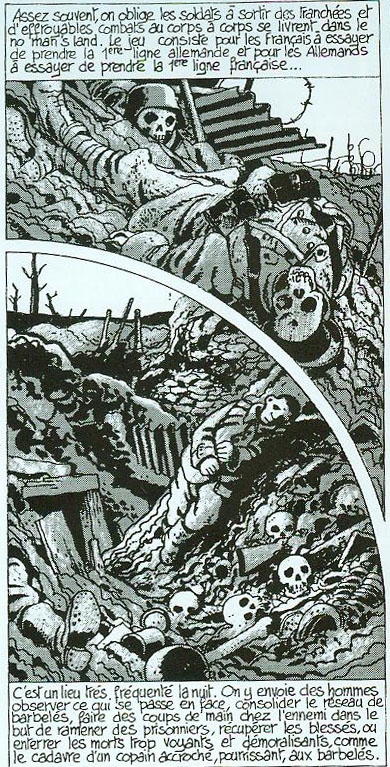 Assez souvent, on oblige les soldats à sortir des tranchées et
d'effroyables combats au corps à corps se livrent dans le
no man's land. Le jeu consiste pour les français à essayer
de prendre la 1ère ligne allemande et pour les Allemands
à essayer de prendre la 1ère ligne française...
C'est un lieu très fréquenté la nuit. On y envoie des hommes
observer ce qui se passe en face, consolider le réseau de
barbelés, faire des coups de main chez l'ennemi dans le
but de ramener des prisonniers, récupérer les blessés, ou
enterrer les morts trop voyants et démoralisants, comme
le cadavre d'un copain accroché, pourrissant, aux barbelés.